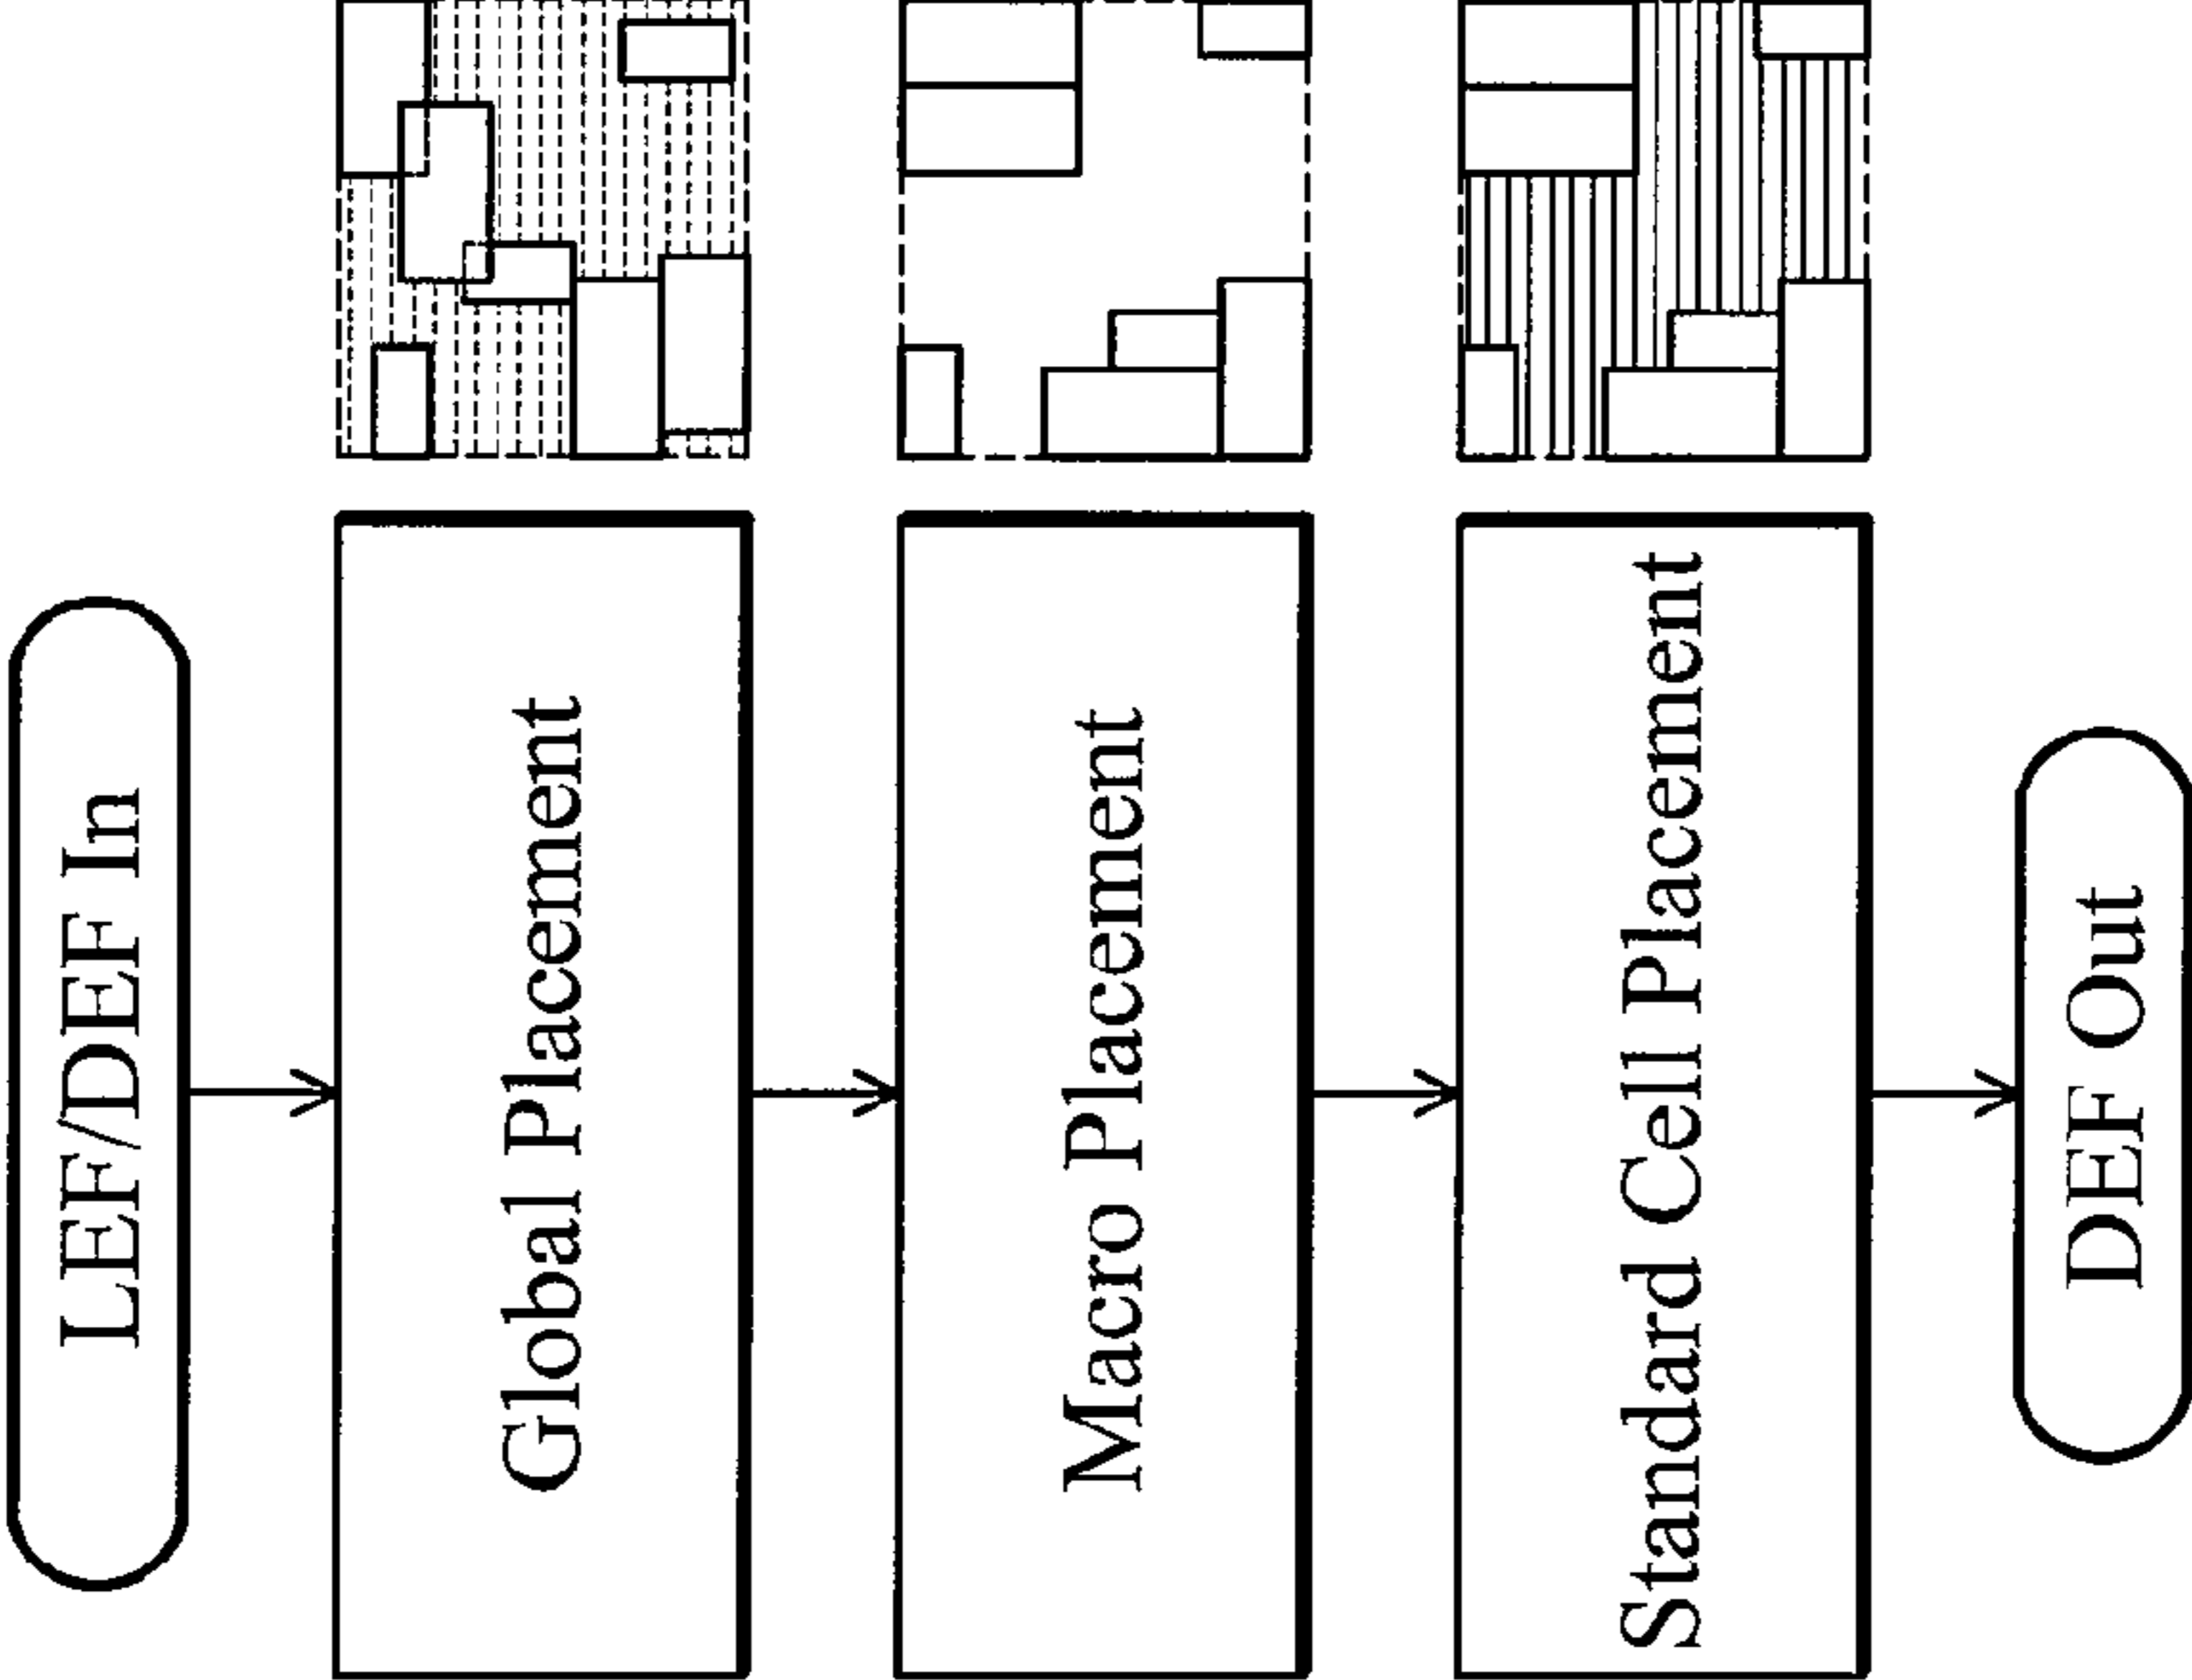 LEF/DEF In
Global Placement
Macro Placement
Standard Cell Placement
DEF Out